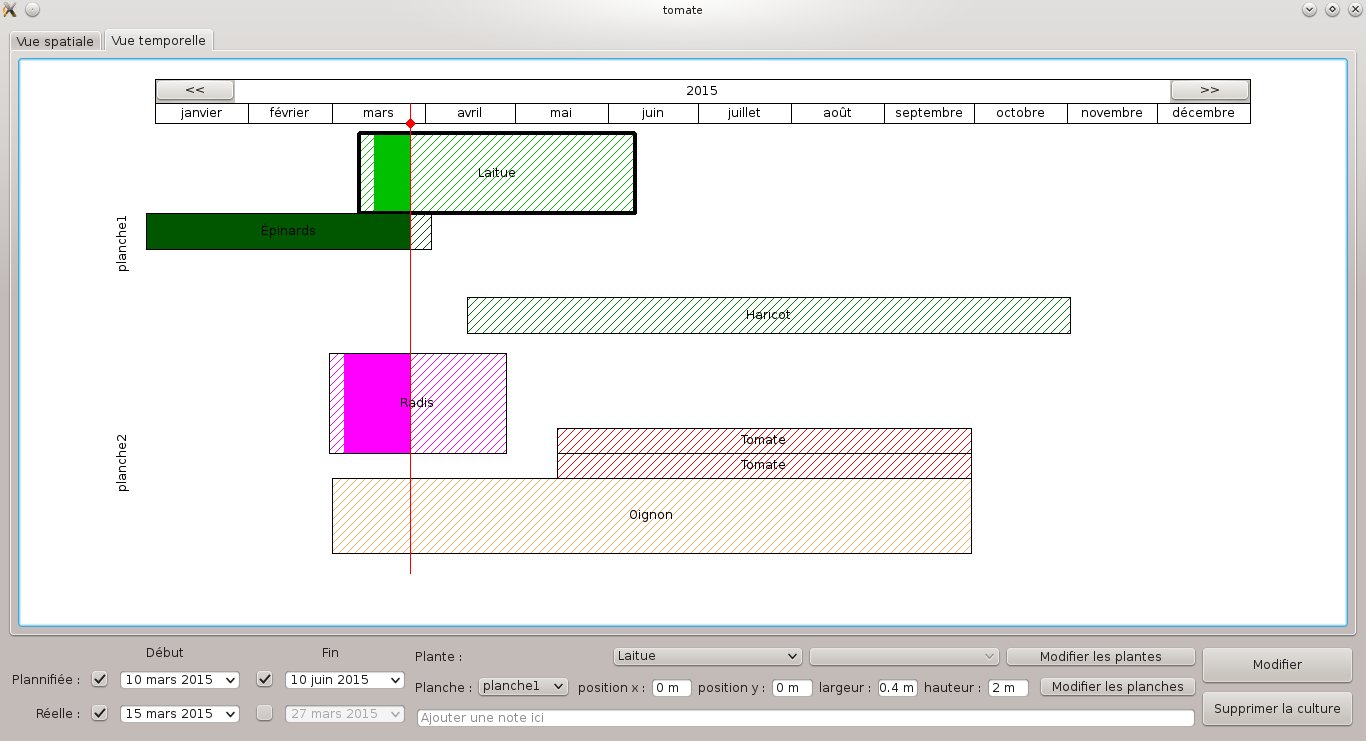 tomate
Vue spatiale Vue temporelle
<< 2015 >>
janvier février mars avril mai juin juillet août septembre octobre novembre décembre
Laitue
planche1
Épinards
Haricot
Radis
planche2
Tomate
Tomate
Oignon
Début Fin
Plannifiée : 10 mars 2015 10 juin 2015
Réelle : 15 mars 2015 27 mars 2015
Plante : Laitue Modifier les plantes
Planche : planche1 position x : 0 m position y : 0 m largeur : 0.4 m hauteur : 2 m Modifier les planches
Ajouter une note ici
Modifier
Supprimer la culture